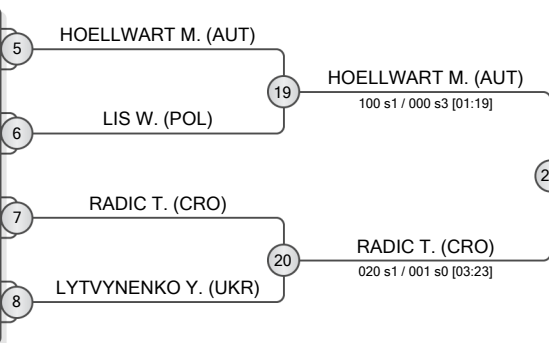 5
HOELLWART M. (AUT)
19
HOELLWART M. (AUT)
100 s1 / 000 s3 [01:19]
6
LIS W. (POL)
7
RADIC T. (CRO)
20
RADIC T. (CRO)
020 s1 / 001 s0 [03:23]
8
LYTVYNENKO Y. (UKR)